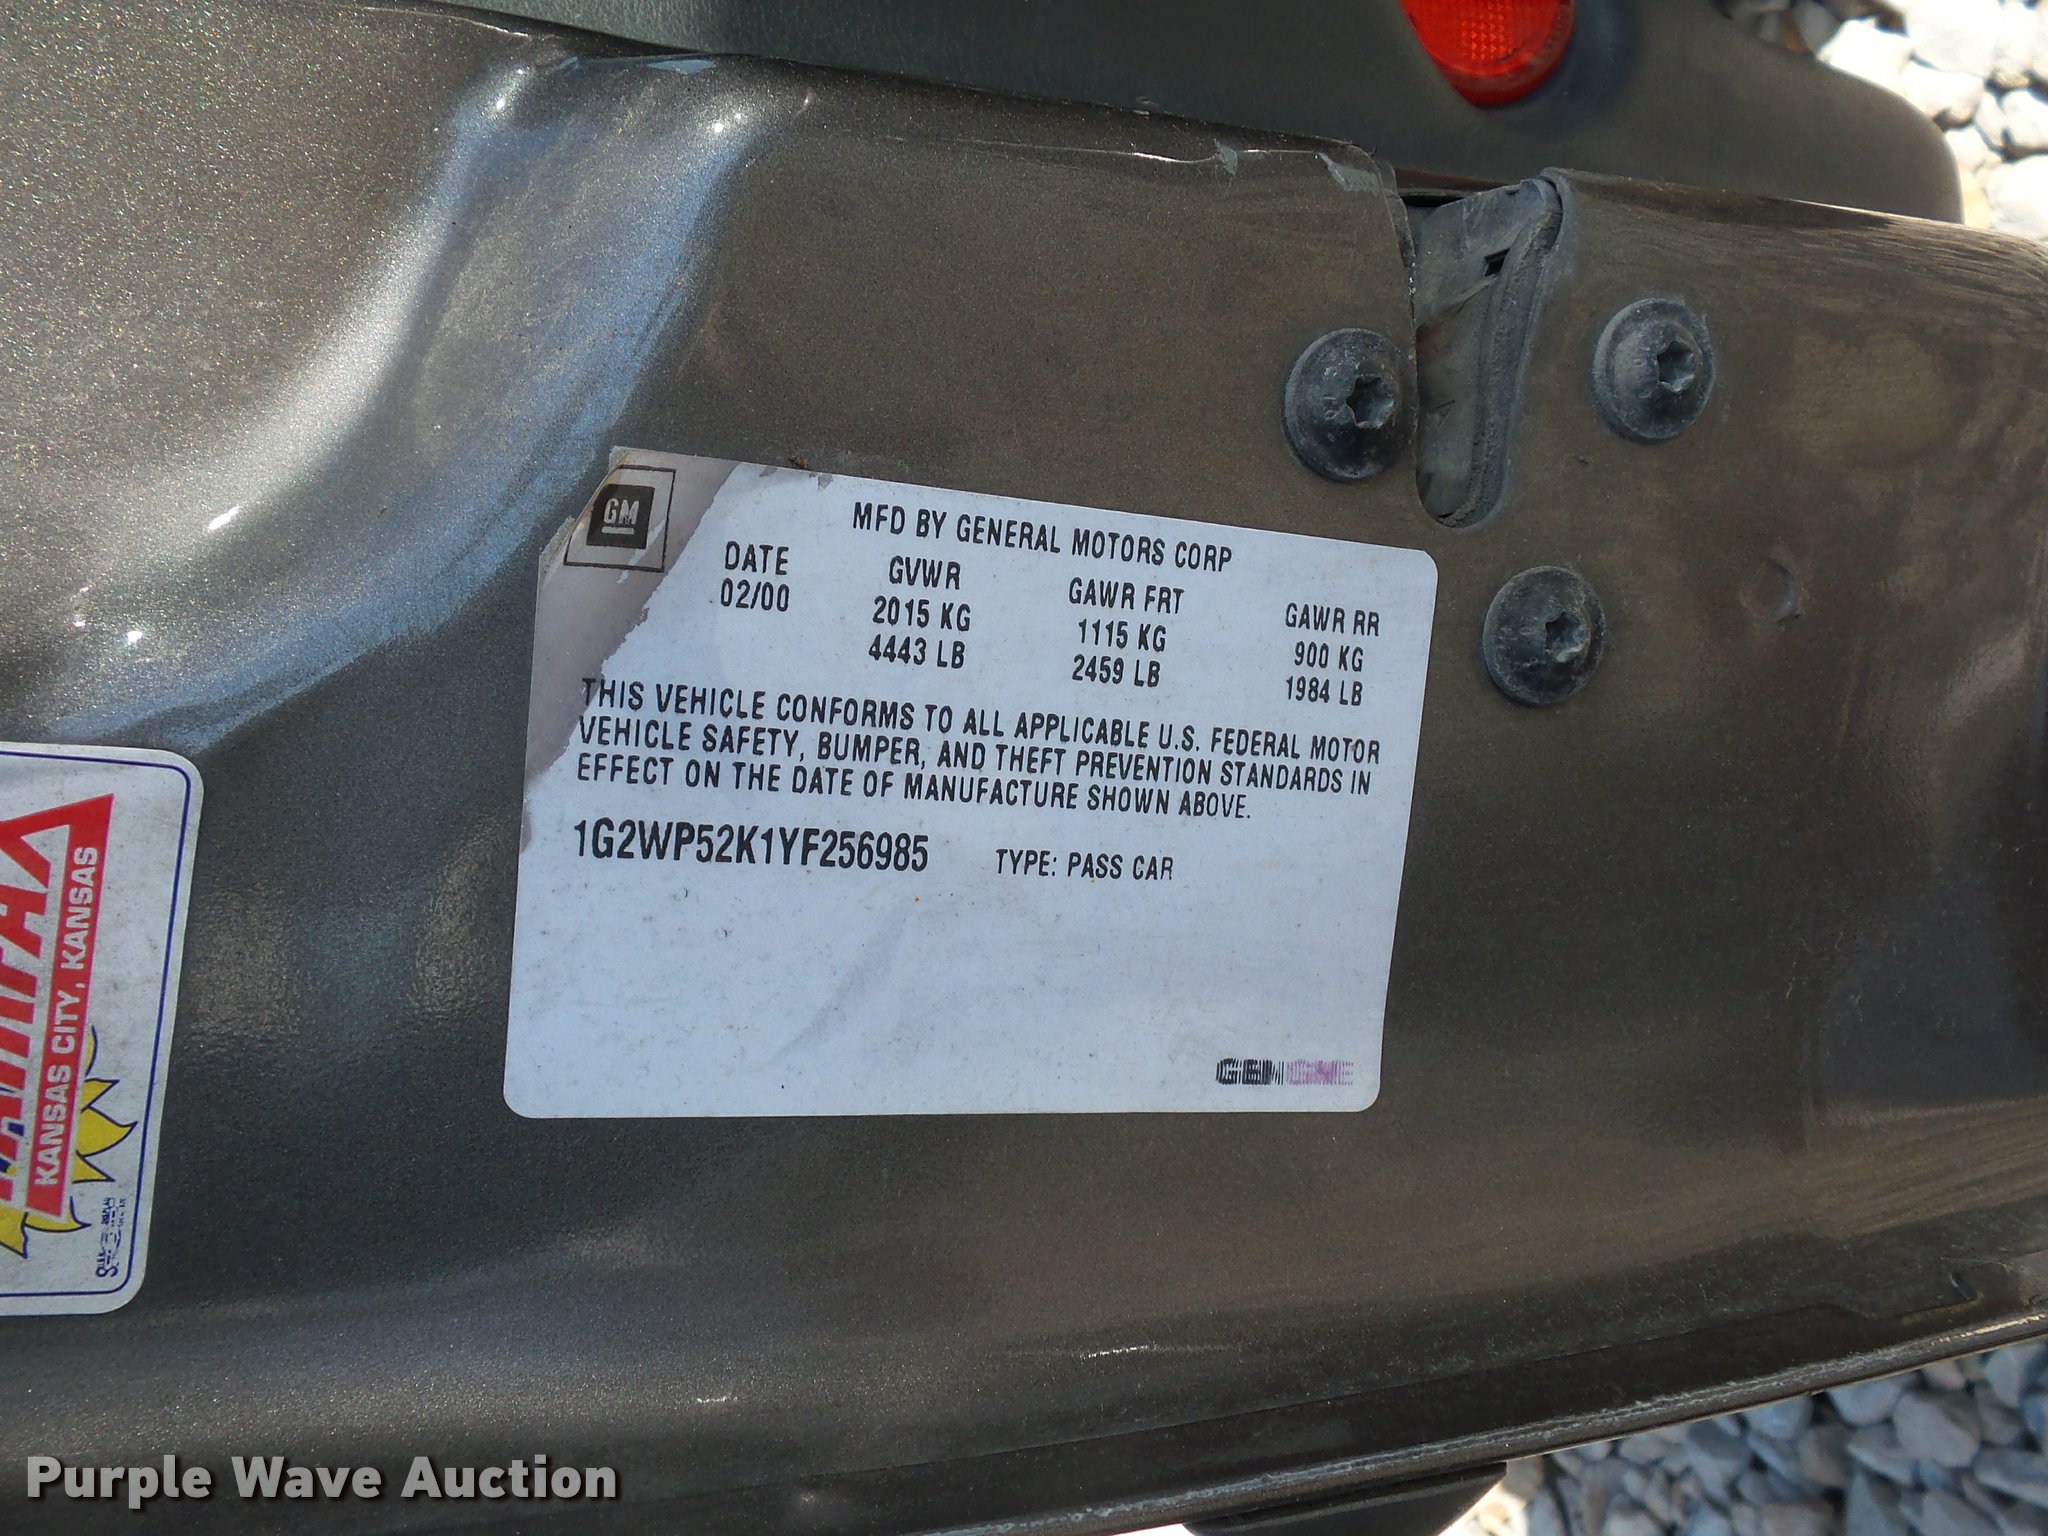 GM
MFD BY GENERAL MOTORS CORP
DATE GVWR GAWR FRT GAWR RR
02/00 2015 KG 1115 KG 900 KG
4443 LB 2459 LB 1984 LB
THIS VEHICLE CONFORMS TO ALL APPLICABLE U.S. FEDERAL MOTOR
VEHICLE SAFETY, BUMPER, AND THEFT PREVENTION STANDARDS IN
EFFECT ON THE DATE OF MANUFACTURE SHOWN ABOVE.
1G2WP52K1YF256985 TYPE: PASS CAR
KANSAS CITY, KANSAS
Purple Wave Auction